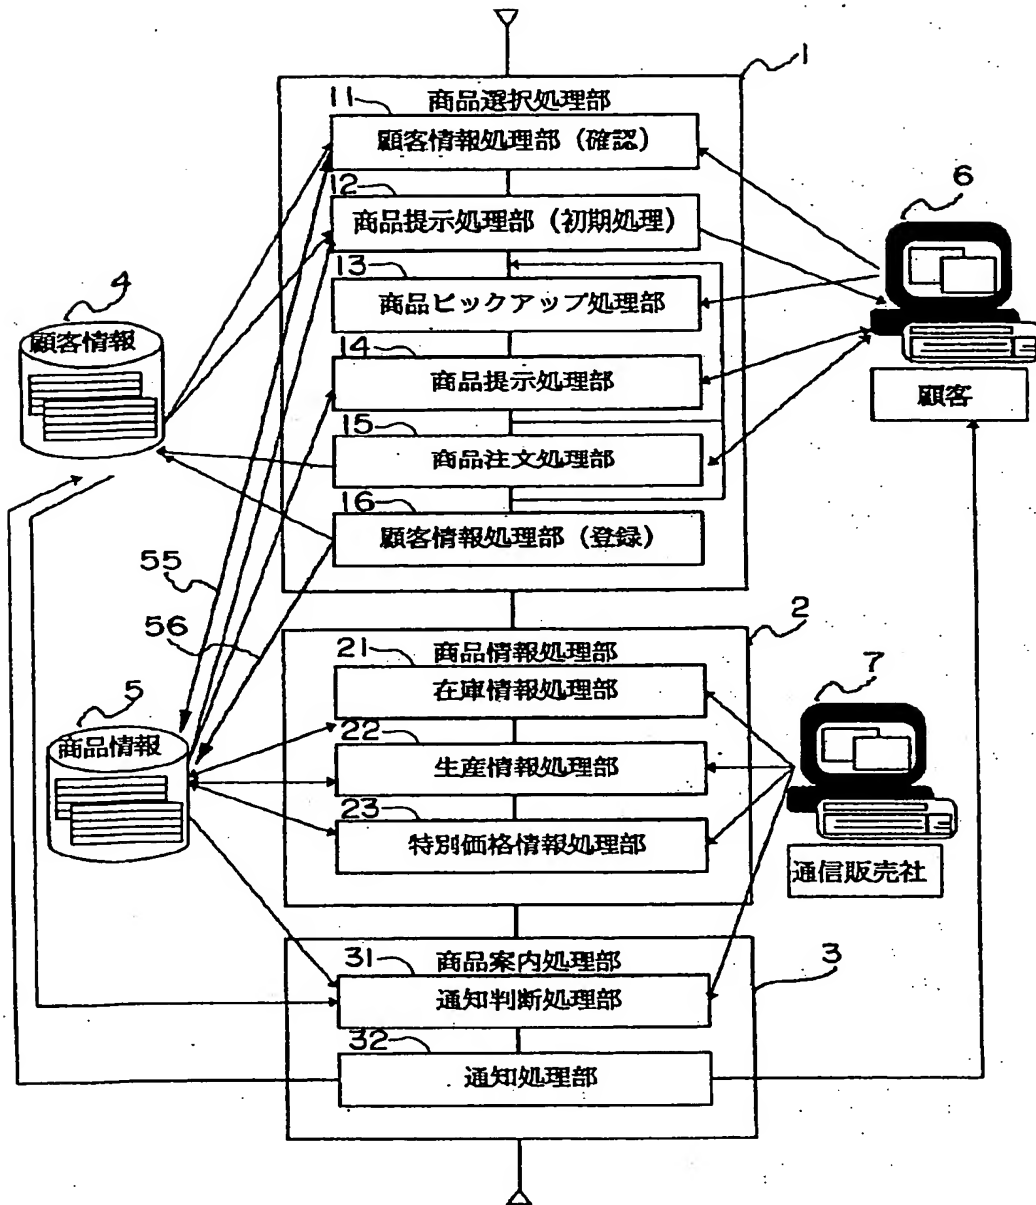 1
商品選択処理部
11
顧客情報処理部（確認）
12
商品提示処理部（初期処理）
13
商品ピックアップ処理部
14
商品提示処理部
15
商品注文処理部
16
顧客情報処理部（登録）
4
顧客情報
6
顧客
55
56
2
商品情報処理部
21
在庫情報処理部
22
生産情報処理部
23
特別価格情報処理部
5
商品情報
7
通信販売社
3
商品案内処理部
31
通知判断処理部
32
通知処理部